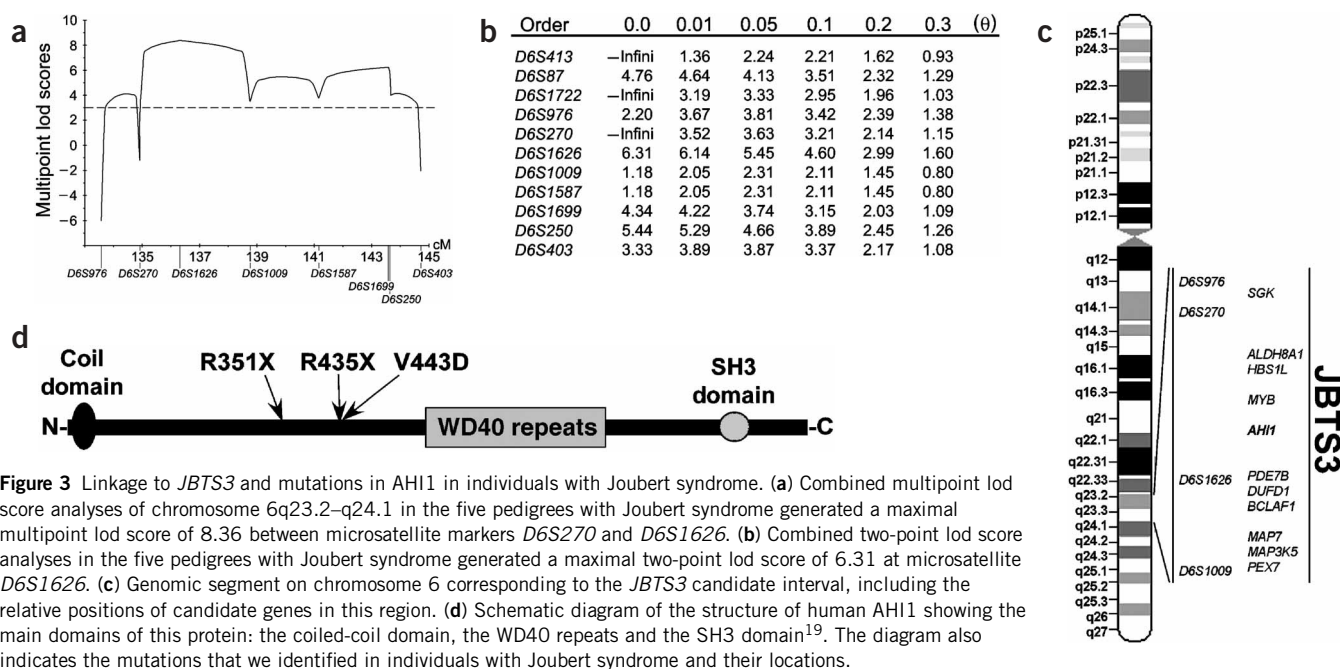 a
Multipoint lod scores
10
8
6
4
2
0
−2
−4
−6
135 137 139 141 143 145
cM
D6S976 D6S270 D6S1626 D6S1009 D6S1587 D6S403
D6S1699
D6S250
b
Order 0.0 0.01 0.05 0.1 0.2 0.3 (θ)
D6S413 −Infini 1.36 2.24 2.21 1.62 0.93
D6S87 4.76 4.64 4.13 3.51 2.32 1.29
D6S1722 −Infini 3.19 3.33 2.95 1.96 1.03
D6S976 2.20 3.67 3.81 3.42 2.39 1.38
D6S270 −Infini 3.52 3.63 3.21 2.14 1.15
D6S1626 6.31 6.14 5.45 4.60 2.99 1.60
D6S1009 1.18 2.05 2.31 2.11 1.45 0.80
D6S1587 1.18 2.05 2.31 2.11 1.45 0.80
D6S1699 4.34 4.22 3.74 3.15 2.03 1.09
D6S250 5.44 5.29 4.66 3.89 2.45 1.26
D6S403 3.33 3.89 3.87 3.37 2.17 1.08
c
p25.1
p24.3
p22.3
p22.1
p21.31
p21.2
p21.1
p12.3
p12.1
q12
q13
q14.1
q14.3
q15
q16.1
q16.3
q21
q22.1
q22.31
q22.33
q23.2
q23.3
q24.1
q24.2
q24.3
q25.1
q25.2
q25.3
q26
q27
D6S976
D6S270
D6S1626
D6S1009
SGK
ALDH8A1
HBS1L
MYB
AHI1
PDE7B
DUFD1
BCLAF1
MAP7
MAP3K5
PEX7
JBTS3
d
Coil
domain
R351X R435X V443D
SH3
domain
N- WD40 repeats -C
Figure 3 Linkage to JBTS3 and mutations in AHI1 in individuals with Joubert syndrome. (a) Combined multipoint lod
score analyses of chromosome 6q23.2–q24.1 in the five pedigrees with Joubert syndrome generated a maximal
multipoint lod score of 8.36 between microsatellite markers D6S270 and D6S1626. (b) Combined two-point lod score
analyses in the five pedigrees with Joubert syndrome generated a maximal two-point lod score of 6.31 at microsatellite
D6S1626. (c) Genomic segment on chromosome 6 corresponding to the JBTS3 candidate interval, including the
relative positions of candidate genes in this region. (d) Schematic diagram of the structure of human AHI1 showing the
main domains of this protein: the coiled-coil domain, the WD40 repeats and the SH3 domain19. The diagram also
indicates the mutations that we identified in individuals with Joubert syndrome and their locations.